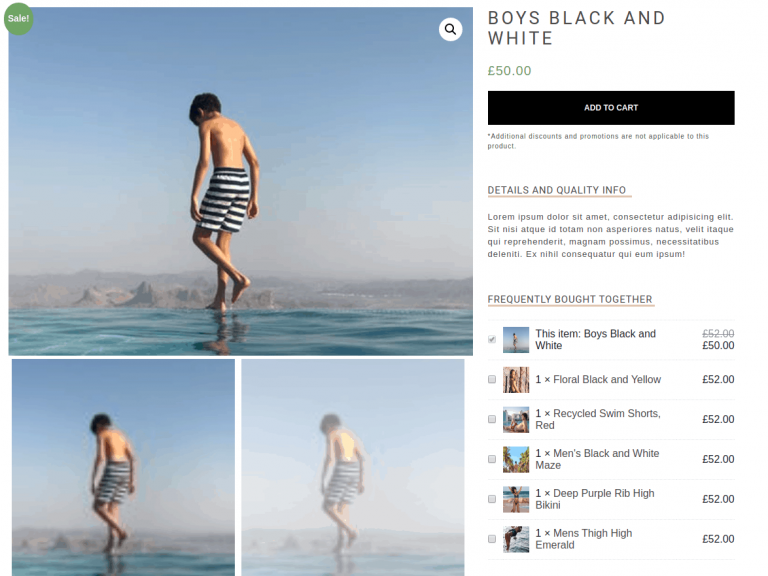 Sale!
BOYS BLACK AND
WHITE
£50.00
ADD TO CART
*Additional discounts and promotions are not applicable to this
product.
DETAILS AND QUALITY INFO
Lorem ipsum dolor sit amet, consectetur adipisicing elit.
Sit nisi atque id totam non asperiores natus, velit itaque
qui reprehenderit, magnam possimus, necessitatibus
deleniti. Ex nihil consequatur qui eum ipsum!
FREQUENTLY BOUGHT TOGETHER
This item: Boys Black and
White
£52.00
£50.00
1 × Floral Black and Yellow
£52.00
1 × Recycled Swim Shorts,
Red
£52.00
1 × Men's Black and White
Maze
£52.00
1 × Deep Purple Rib High
Bikini
£52.00
1 × Mens Thigh High
Emerald
£52.00